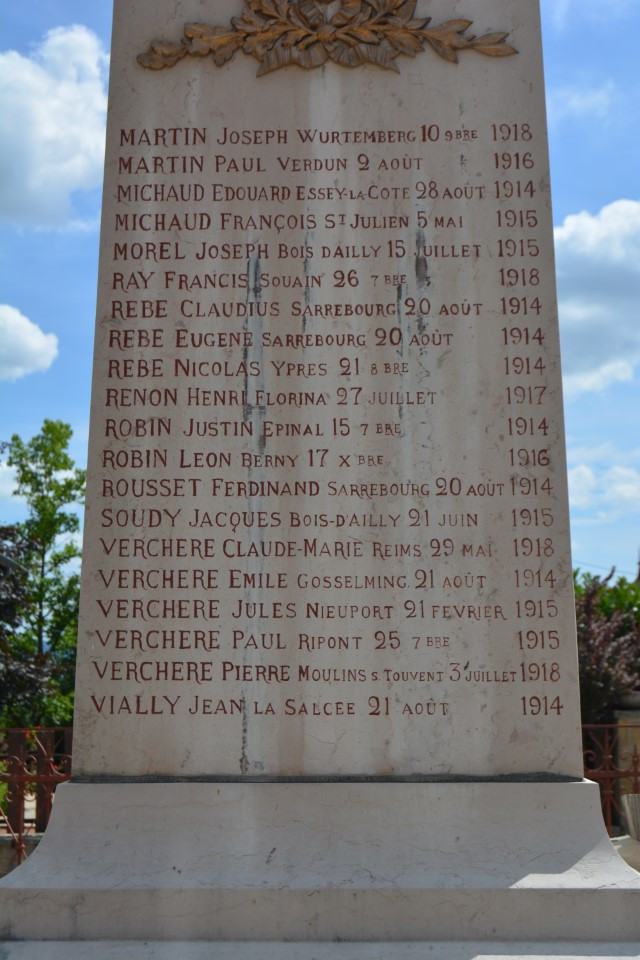 MARTIN JOSEPH WURTEMBERG 10 9BRE 1918
MARTIN PAUL VERDUN 2 AOÛT 1916
MICHAUD EDOUARD ESSEY-LA-COTE 28 AOÛT 1914
MICHAUD FRANÇOIS ST JULIEN 5 MAI 1915
MOREL JOSEPH BOIS DAILLY 15 JUILLET 1915
RAY FRANCIS SOUAIN 26 7BRE 1918
REBE CLAUDIUS SARREBOURG 20 AOÛT 1914
REBE EUGENE SARREBOURG 20 AOÛT 1914
REBE NICOLAS YPRES 21 8BRE 1914
RENON HENRI FLORINA 27 JUILLET 1917
ROBIN JUSTIN EPINAL 15 7BRE 1914
ROBIN LEON BERNY 17 XBRE 1916
ROUSSET FERDINAND SARREBOURG 20 AOÛT 1914
SOUDY JACQUES BOIS-D'AILLY 21 JUIN 1915
VERCHERE CLAUDE-MARIE REIMS 29 MAI 1918
VERCHERE EMILE GOSSELMING 21 AOÛT 1914
VERCHERE JULES NIEUPORT 21 FEVRIER 1915
VERCHERE PAUL RIPONT 25 7BRE 1915
VERCHERE PIERRE MOULINS S. TOUVENT 3 JUILLET 1918
VIALLY JEAN LA SALCEE 21 AOÛT 1914